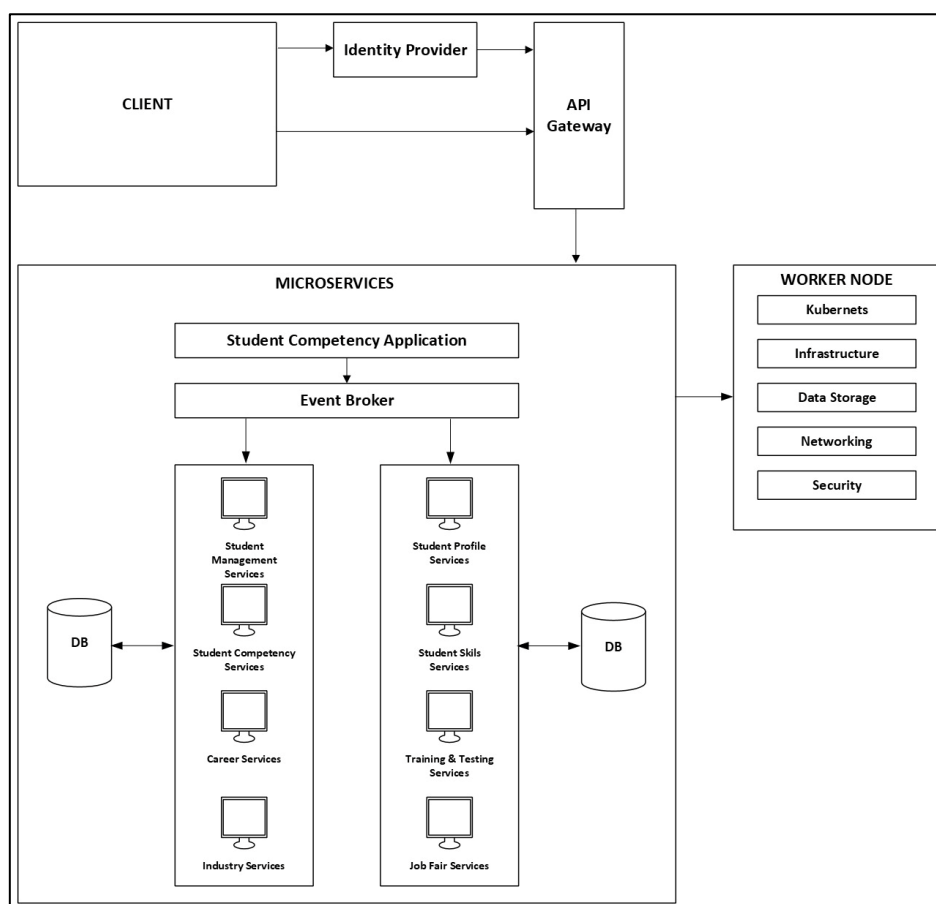 CLIENT
Identity Provider
API
Gateway
MICROSERVICES
Student Competency Application
Event Broker
Student
Management
Services
Student Competency
Services
Career Services
Industry Services
Student Profile
Services
Student Skils
Services
Training & Testing
Services
Job Fair Services
DB
DB
WORKER NODE
Kubernets
Infrastructure
Data Storage
Networking
Security